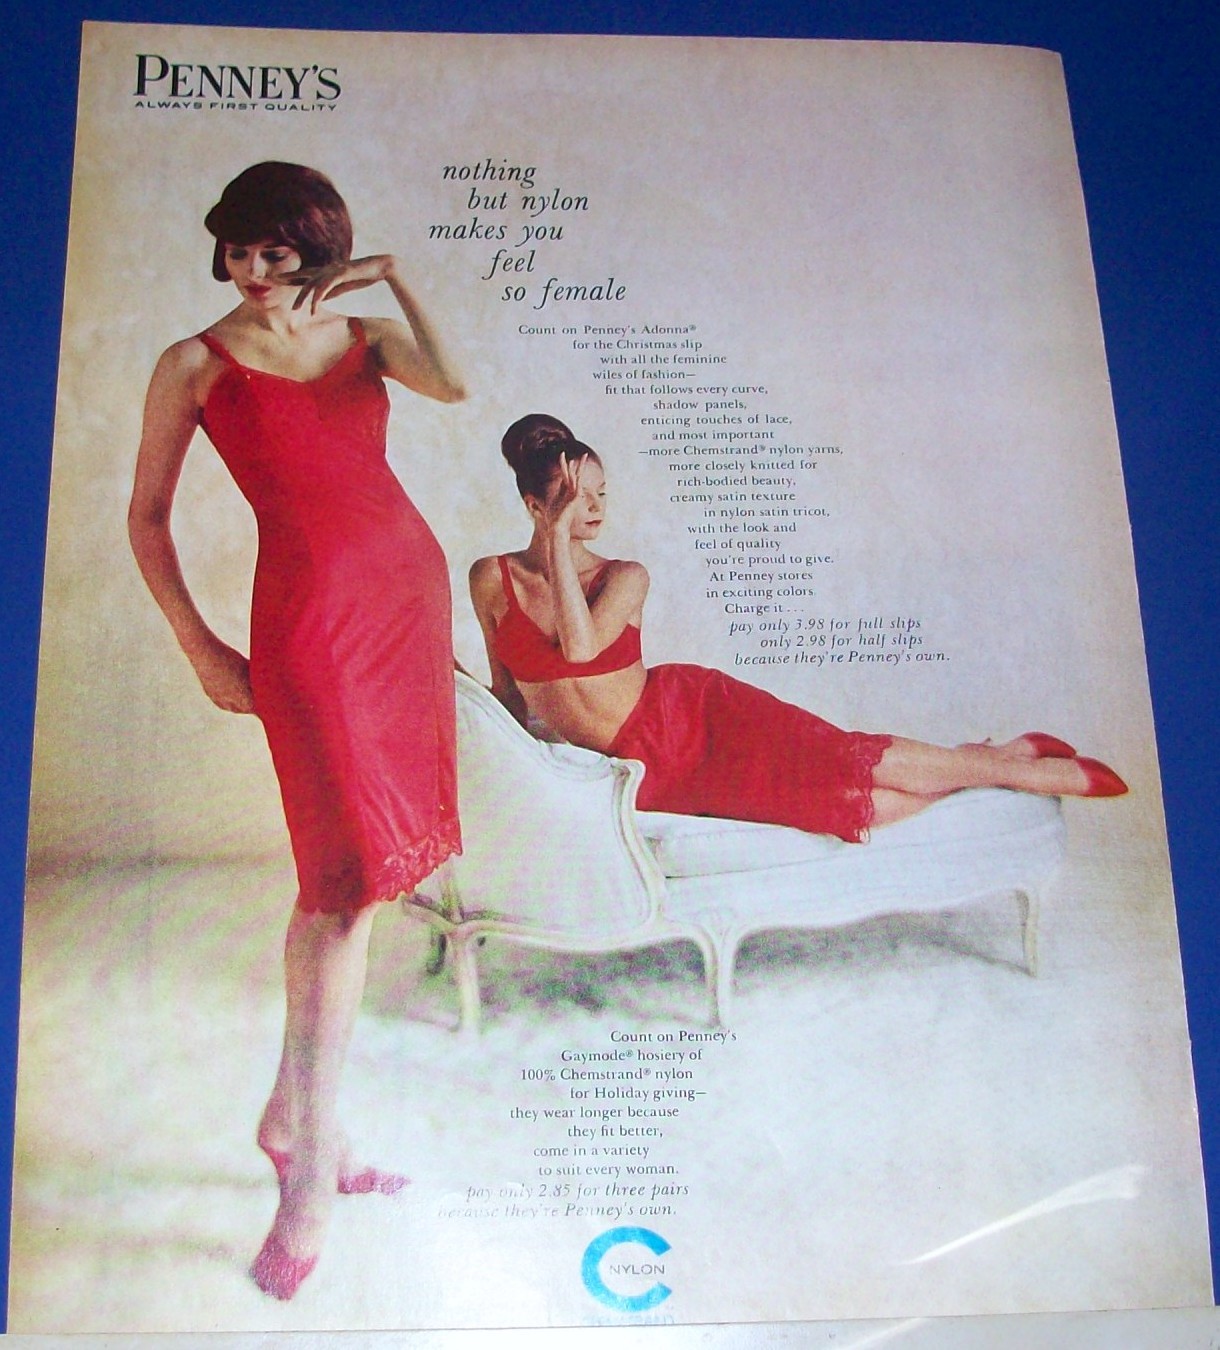 PENNEY'S
ALWAYS FIRST QUALITY
nothing
but nylon
makes you
feel
so female
Count on Penney's Adonna®
for the Christmas slip
with all the feminine
wiles of fashion—
fit that follows every curve,
shadow panels,
enticing touches of lace,
and most important
—more Chemstrand® nylon yarns,
more closely knitted for
rich-bodied beauty,
creamy satin texture
in nylon satin tricot,
with the look and
feel of quality
you're proud to give.
At Penney stores
in exciting colors.
Charge it...
pay only 3.98 for full slips
only 2.98 for half slips
because they're Penney's own.
Count on Penney's
Gaymode® hosiery of
100% Chemstrand® nylon
for Holiday giving—
they wear longer because
they fit better,
come in a variety
to suit every woman.
pay only 2.85 for three pairs
because they're Penney's own.
C
NYLON